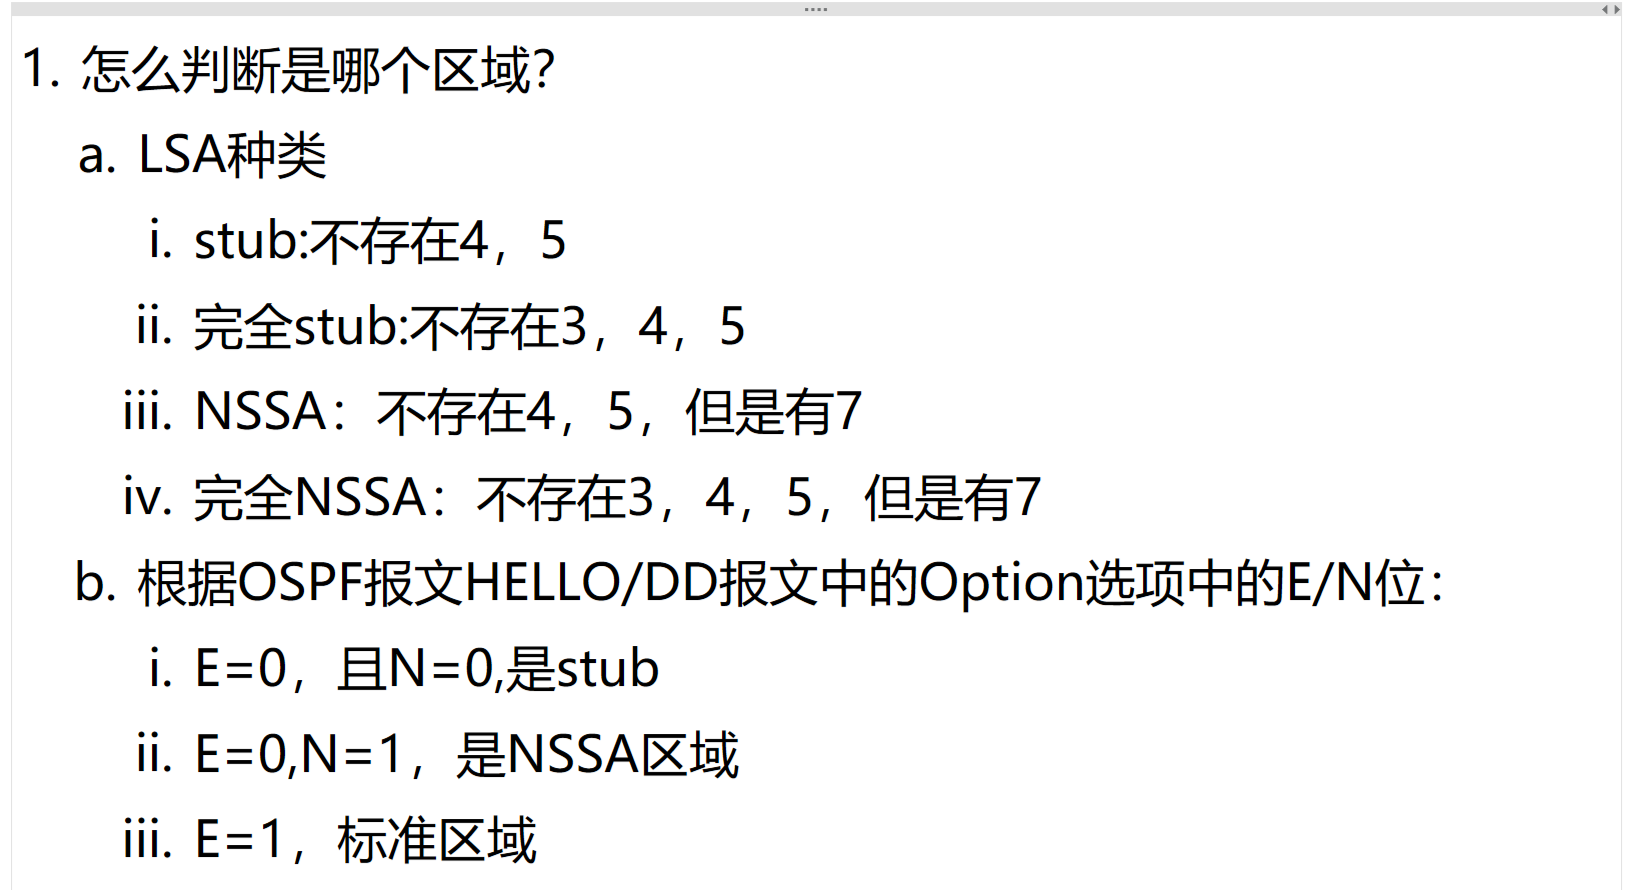 1. 怎么判断是哪个区域?
a. LSA种类
i. stub:不存在4，5
ii. 完全stub:不存在3，4，5
iii. NSSA：不存在4，5，但是有7
iv. 完全NSSA：不存在3，4，5，但是有7
b. 根据OSPF报文HELLO/DD报文中的Option选项中的E/N位：
i. E=0，且N=0,是stub
ii. E=0,N=1，是NSSA区域
iii. E=1，标准区域